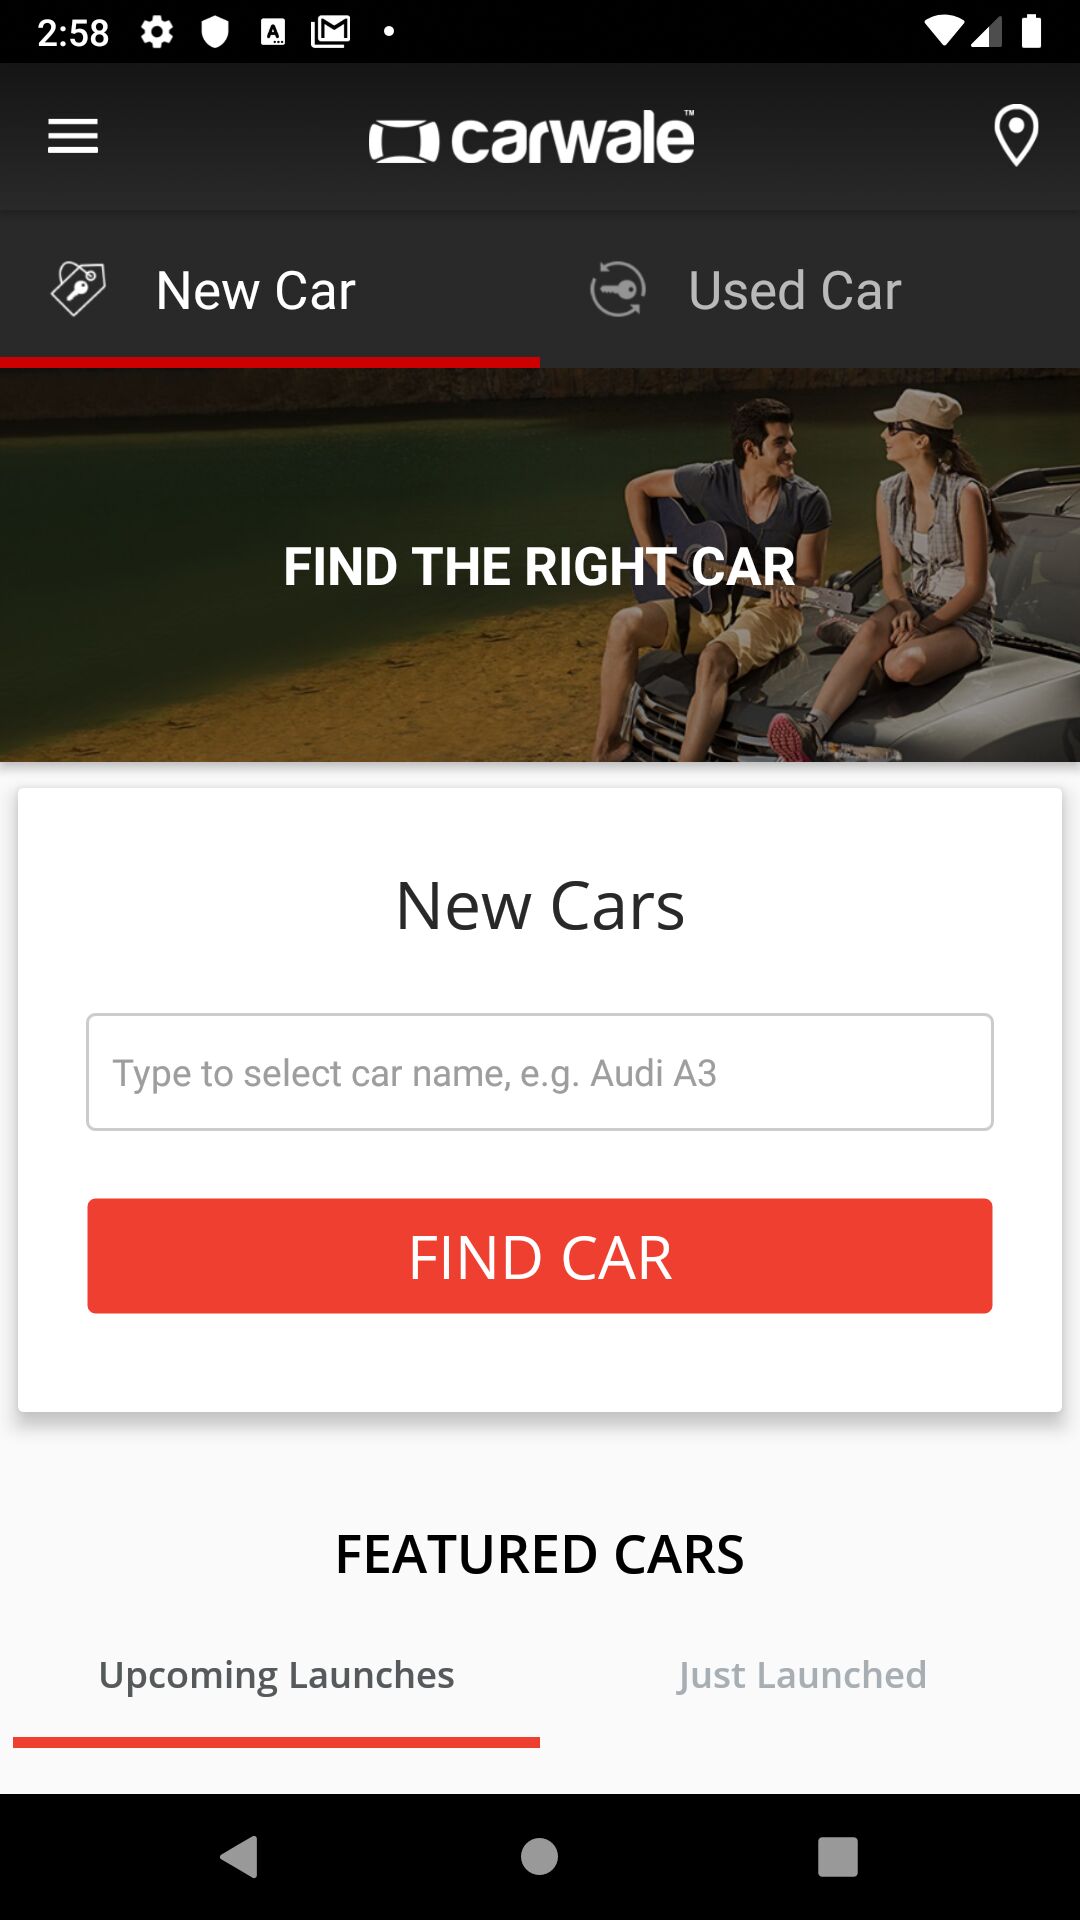 2:58
carwale™
New Car
Used Car
FIND THE RIGHT CAR
New Cars
Type to select car name, e.g. Audi A3
FIND CAR
FEATURED CARS
Upcoming Launches
Just Launched